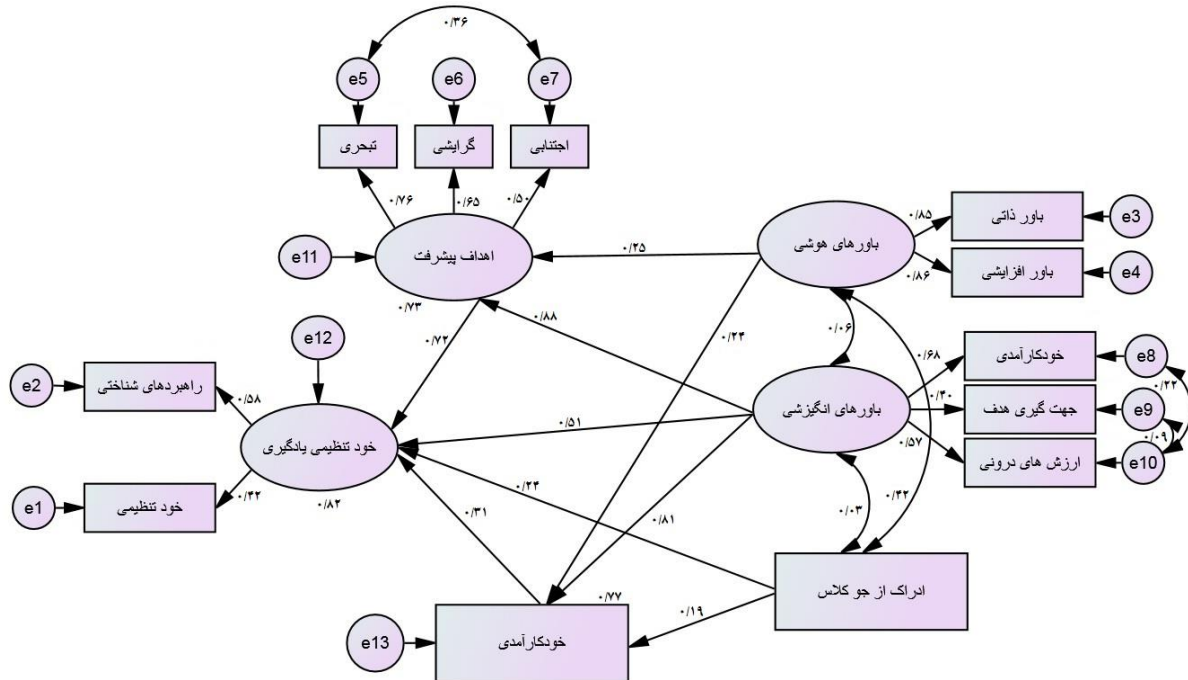 ۰/۳۶
e5
e6
e7
تبحری
گرایشی
اجتنابی
۰/۷۶
۰/۶۵
۰/۵۰
e11
اهداف پیشرفت
۰/۷۳
۰/۲۵
باورهای هوشی
۰/۸۵
باور ذاتی
e3
۰/۸۶
باور افزایشی
e4
۰/۸۸
۰/۲۴
۰/۰۶
۰/۷۲
e12
e2
راهبردهای شناختی
۰/۵۸
خود تنظیمی یادگیری
۰/۸۲
۰/۵۱
باورهای انگیزشی
۰/۶۸
خودکارآمدی
e8
۰/۲۲
۰/۴۰
جهت گیری هدف
e9
۰/۰۹
۰/۵۷
ارزش های درونی
e10
e1
خود تنظیمی
۰/۴۲
۰/۳۱
۰/۲۴
۰/۸۱
۰/۰۳
۰/۴۲
ادراک از جو کلاس
۰/۱۹
۰/۷۷
e13
خودکارآمدی